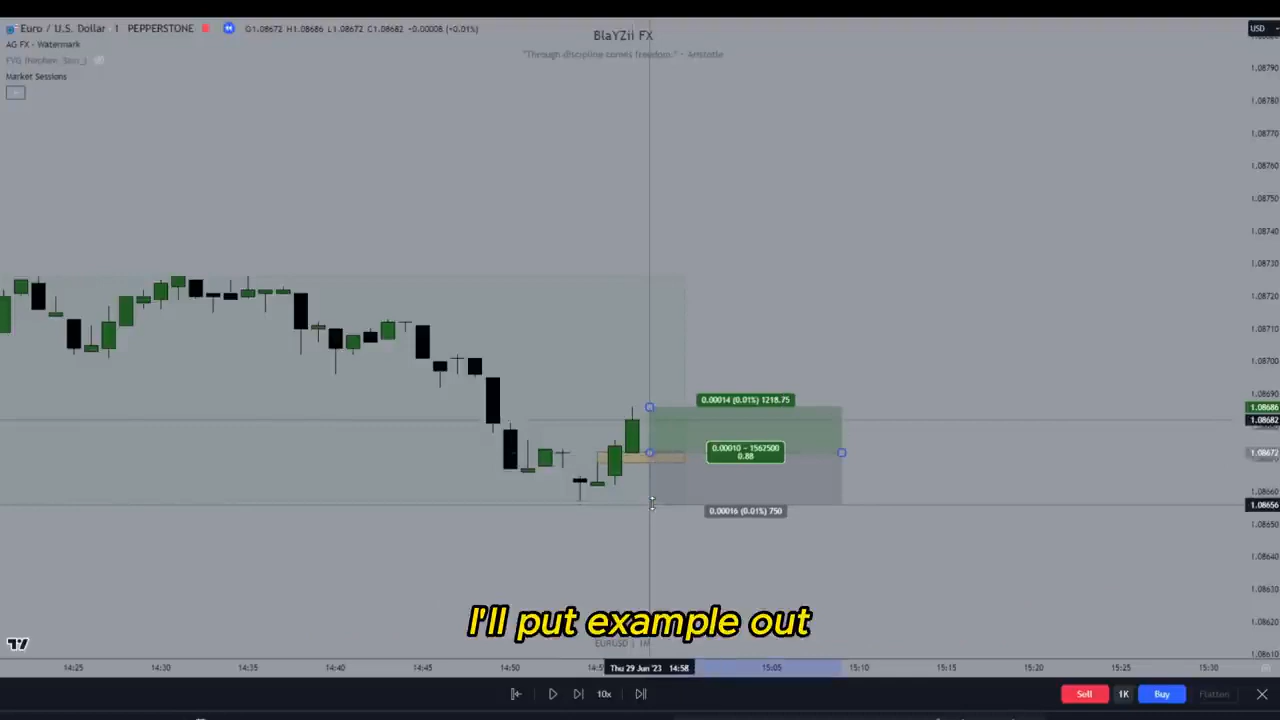 Euro / U.S. Dollar · 1 PEPPERSTONE O1.08672 H1.08686 L1.08672 C1.08682 +0.00008 (+0.01%)
AG FX - Watermark
Market Sessions
BlaYZii FX
"Through discipline comes freedom." - Aristotle
USD
1.08790
1.08780
1.08770
1.08760
1.08750
1.08740
1.08730
1.08720
1.08710
1.08700
1.08690
1.08686
1.08682
1.08672
1.08660
1.08656
1.08650
1.08640
1.08630
1.08620
1.08610
0.00014 (0.01%) 1218.75
0.00010 ~ 1562500
0.88
0.00016 (0.01%) 750
I'll put example out
14:25 14:30 14:35 14:40 14:45 14:50 Thu 29 Jun '23 14:58 15:05 15:10 15:15 15:20 15:25 15:30
10x
Sell 1K Buy Flatten